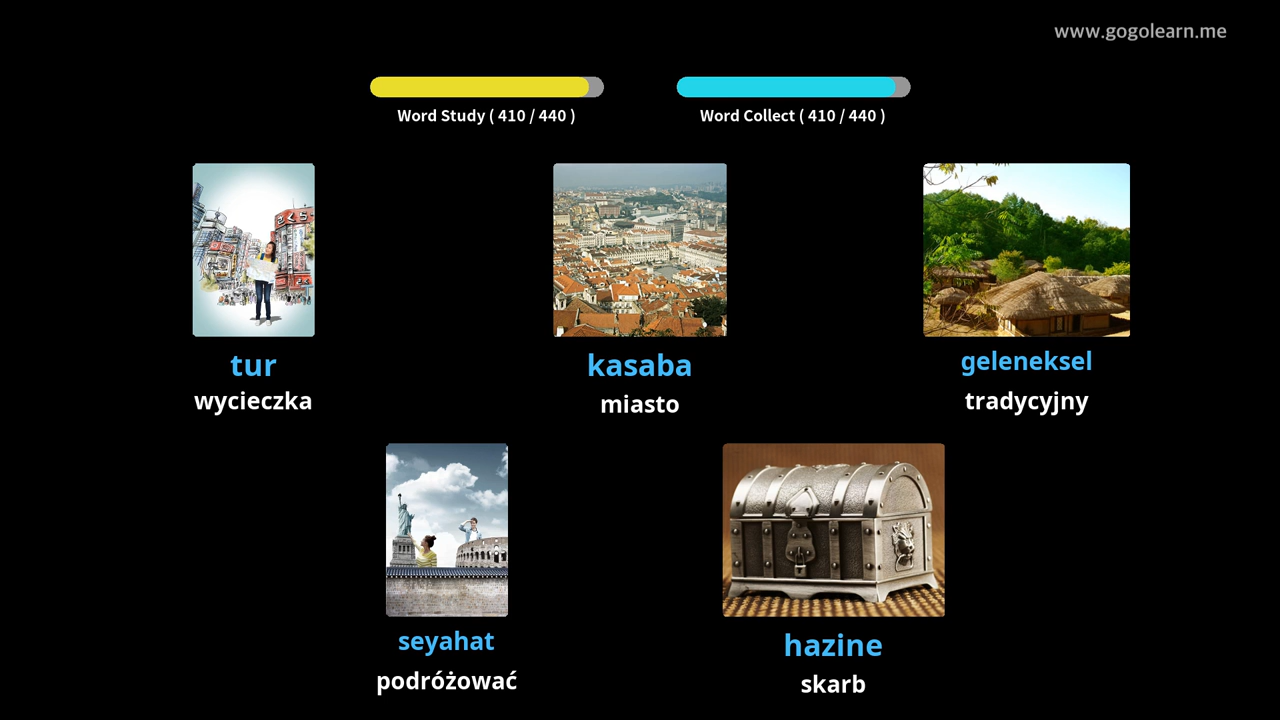 www.gogolearn.me
Word Study ( 410 / 440 )
Word Collect ( 410 / 440 )
tur
wycieczka
kasaba
miasto
geleneksel
tradycyjny
seyahat
podróżować
hazine
skarb